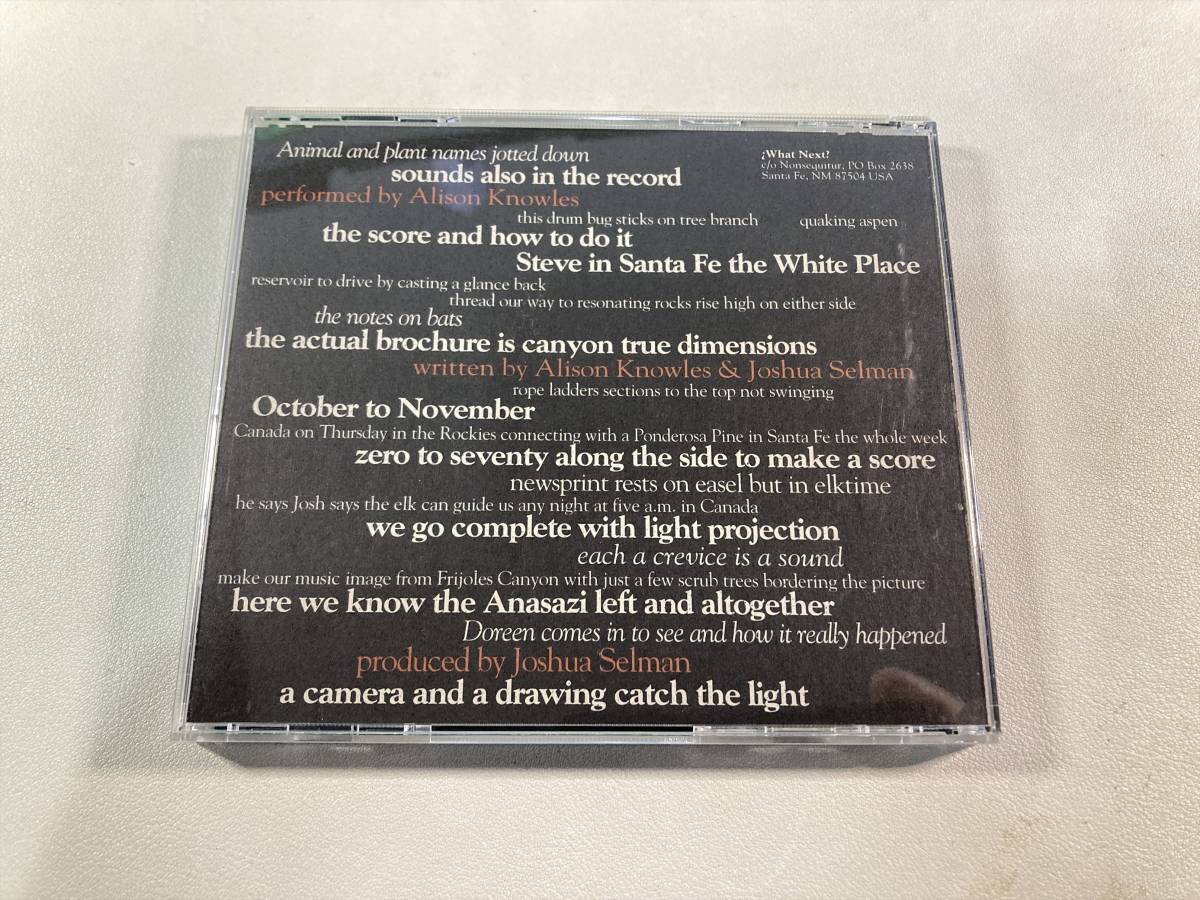 Animal and plant names jotted down
¿What Next?
c/o Nonsequitur, PO Box 2638
Santa Fe, NM 87504 USA
sounds also in the record
performed by Alison Knowles
this drum bug sticks on tree branch quaking aspen
the score and how to do it
Steve in Santa Fe the White Place
reservoir to drive by casting a glance back
thread our way to resonating rocks rise high on either side
the notes on bats
the actual brochure is canyon true dimensions
written by Alison Knowles & Joshua Selman
rope ladders sections to the top not swinging
October to November
Canada on Thursday in the Rockies connecting with a Ponderosa Pine in Santa Fe the whole week
zero to seventy along the side to make a score
newsprint rests on easel but in elktime
he says Josh says the elk can guide us any night at five a.m. in Canada
we go complete with light projection
each a crevice is a sound
make our music image from Frijoles Canyon with just a few scrub trees bordering the picture
here we know the Anasazi left and altogether
Doreen comes in to see and how it really happened
produced by Joshua Selman
a camera and a drawing catch the light